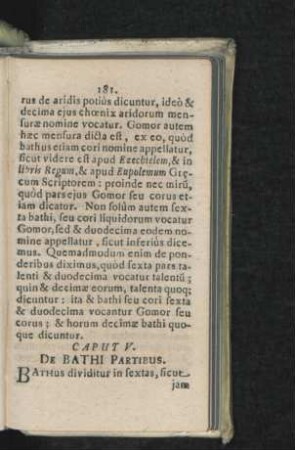 181.
rus de aridis potiùs dicuntur, ideò &
decima ejus chœnix aridorum men-
suræ nomine vocatur. Gomor autem
hæc mensura dicta est, ex eo, quòd
bathus etiam cori nomine appellatur,
sicut videre est apud Ezechielem, & in
libris Regum, & apud Eupolemum Grę-
cum Scriptorem: proinde nec mirũ,
quòd pars ejus Gomor seu corus et-
iam dicatur. Non solùm autem sex-
ta bathi, seu cori liquidorum vocatur
Gomor, sed & duodecima eodem no-
mine appellatur, sicut inferiùs dice-
mus. Quemadmodum enim de pon-
deribus diximus, quòd sexta pars ta-
lenti & duodecima vocatur talentũ;
quin & decimæ eorum, talenta quoq;
dicuntur: ita & bathi seu cori sexta
& duodecima vocantur Gomor seu
corus; & horum decimæ bathi quo-
que dicuntur.
CAPUT V.
DE BATHI PARTIBUS.
BATHUS dividitur in sextas, sicut
jam